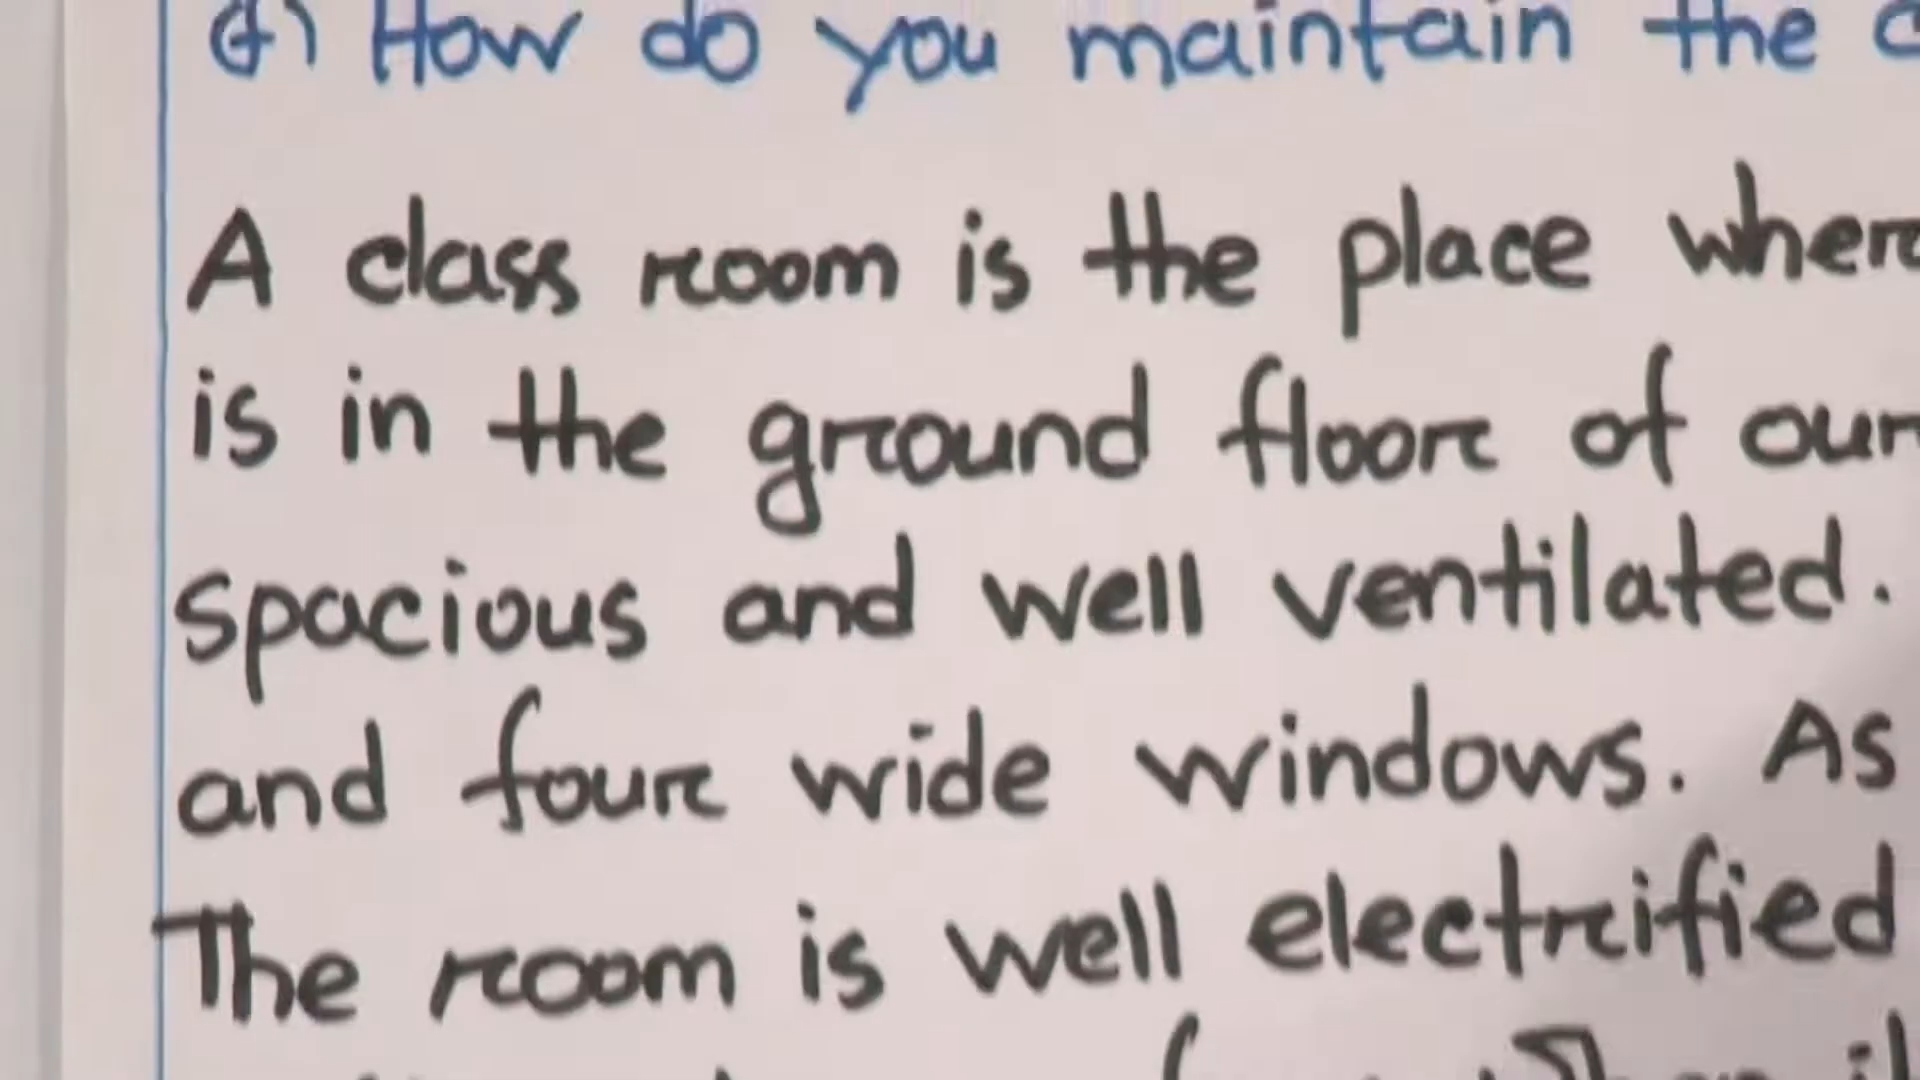 f) How do you maintain the
A class room is the place where
is in the ground floor of our
spacious and well ventilated.
and four wide windows. As
The room is well electrified